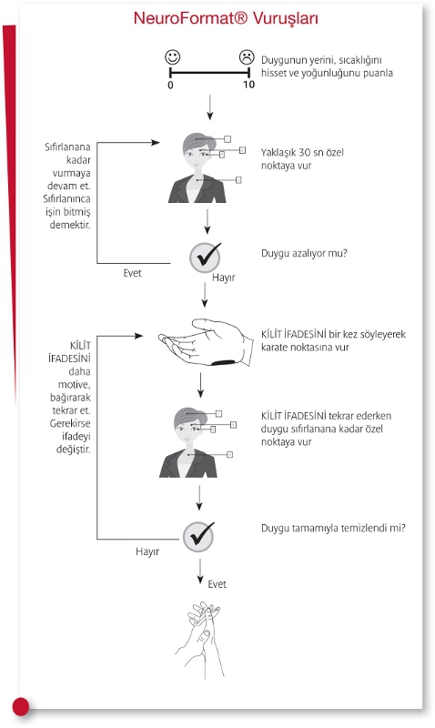 NeuroFormat® Vuruşları
0
10
Duygunun yerini, sıcaklığını
hisset ve yoğunluğunu puanla
Sıfırlanana
kadar
vurmaya
devam et.
Sıfırlanınca
işin bitmiş
demektir.
Yaklaşık 30 sn özel
noktaya vur
Duygu azalıyor mu?
Evet
Hayır
KİLİT
İFADESİNİ
daha
motive,
bağırarak
tekrar et.
Gerekirse
ifadeyi
değiştir.
KİLİT İFADESİNİ bir kez söyleyerek
karate noktasına vur
KİLİT İFADESİNİ tekrar ederken
duygu sıfırlanana kadar özel
noktaya vur
Duygu tamamıyla temizlendi mi?
Hayır
Evet